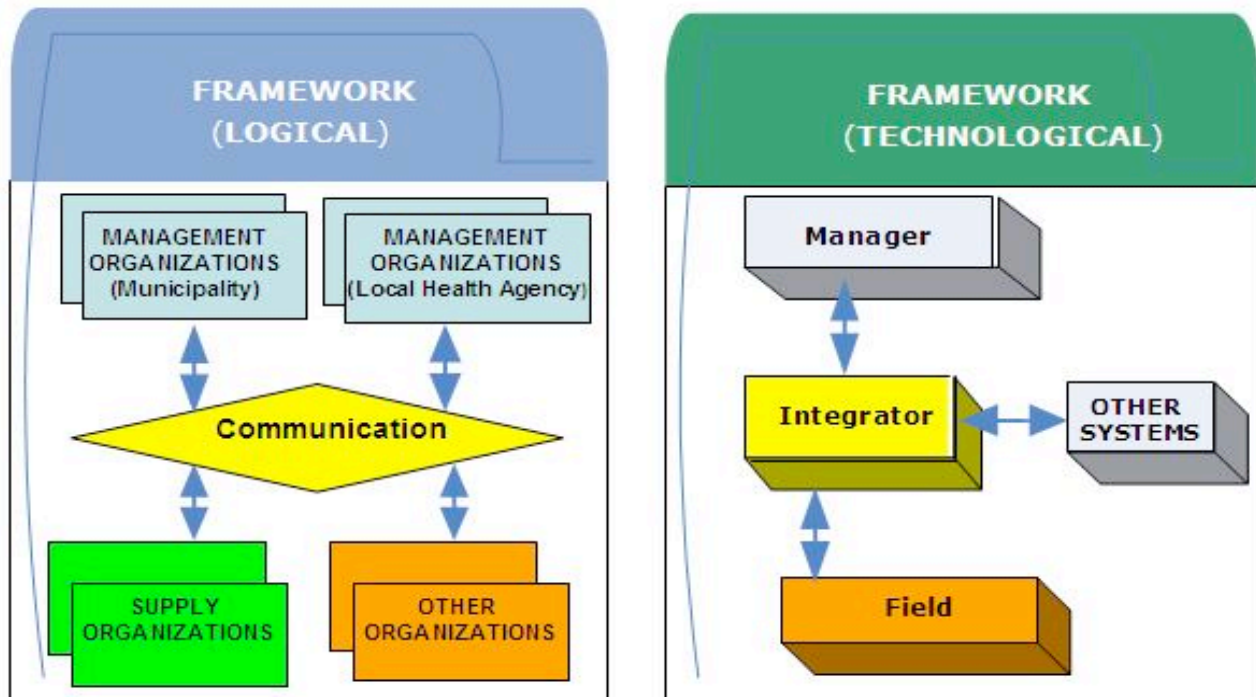 FRAMEWORK
(LOGICAL)
MANAGEMENT
ORGANIZATIONS
(Municipality)
MANAGEMENT
ORGANIZATIONS
(Local Health Agency)
Communication
SUPPLY
ORGANIZATIONS
OTHER
ORGANIZATIONS
FRAMEWORK
(TECHNOLOGICAL)
Manager
Integrator
OTHER
SYSTEMS
Field